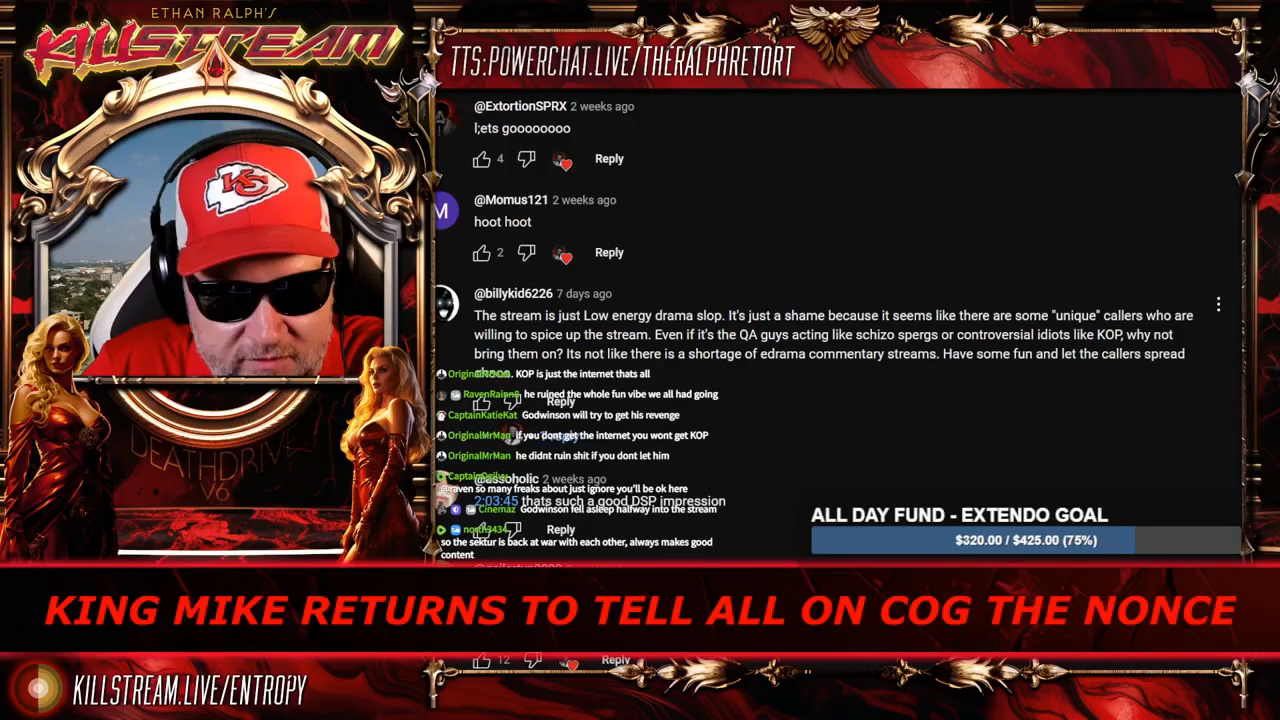 ETHAN RALPH'S
KILLSTREAM
TTS:POWERCHAT.LIVE/THERALPHRETORT
@ExtortionSPRX 2 weeks ago
l;ets goooooooo
4 Reply
M
@Momus121 2 weeks ago
hoot hoot
2 Reply
@billykid6226 7 days ago
The stream is just Low energy drama slop. It's just a shame because it seems like there are some "unique" callers who are
willing to spice up the stream. Even if it's the QA guys acting like schizo spergs or controversial idiots like KOP, why not
bring them on? Its not like there is a shortage of edrama commentary streams. Have some fun and let the callers spread
KC
OriginalMrMan. KOP is just the internet thats all
he ruined the whole fun vibe we all had going
Reply
CaptainKatieKat Godwinson will try to get his revenge
OriginalMrMan if you dont get the internet you wont get KOP
OriginalMrMan he didnt ruin shit if you dont let him
2 weeks ago
@raven so many freaks about just ignore you'll be ok here
2:03:45 thats such a good DSP impression
Cinemaz Godwinson fell asleep halfway into the stream
Reply
so the sektur is back at war with each other, always makes good
content
DEATHDRIVE
V6
ALL DAY FUND - EXTENDO GOAL
$320.00 / $425.00 (75%)
KING MIKE RETURNS TO TELL ALL ON COG THE NONCE
12 Reply
KILLSTREAM.LIVE/ENTROPY